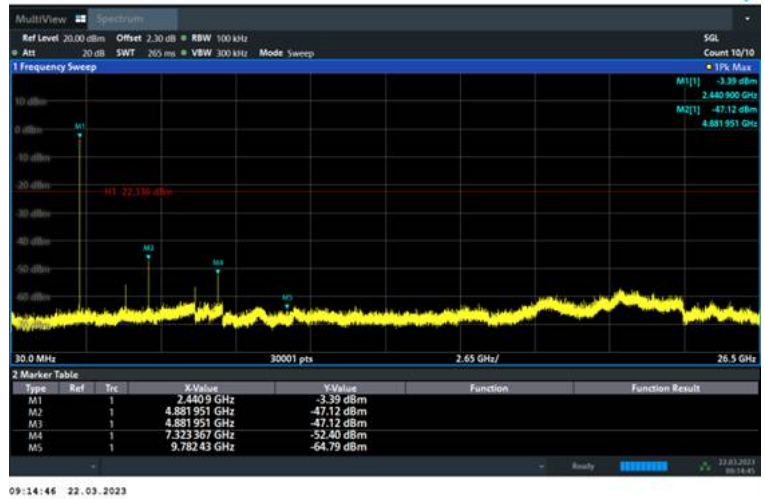 MultiView Spectrum
Ref Level 20.00 dBm Offset 2.30 dB RBW 100 kHz SGL
Att 20 dB SWT 265 ms VBW 300 kHz Mode Sweep Count 10/10
1 Frequency Sweep 1Pk Max
M1[1] -3.39 dBm
2.440 900 GHz
M2[1] -47.12 dBm
4.881 951 GHz
10 dBm
0 dBm
M1
-10 dBm
-20 dBm
H1 -22.336 dBm
-30 dBm
-40 dBm
M3
M4
-50 dBm
-60 dBm
M5
30.0 MHz 30001 pts 2.65 GHz/ 26.5 GHz
2 Marker Table
Type Ref Trc X-Value Y-Value Function Function Result
M1 1 2.440 9 GHz -3.39 dBm
M2 1 4.881 951 GHz -47.12 dBm
M3 1 4.881 951 GHz -47.12 dBm
M4 1 7.323 367 GHz -52.40 dBm
M5 1 9.782 43 GHz -64.79 dBm
Ready 22.03.2023
09:14:45
09:14:46 22.03.2023